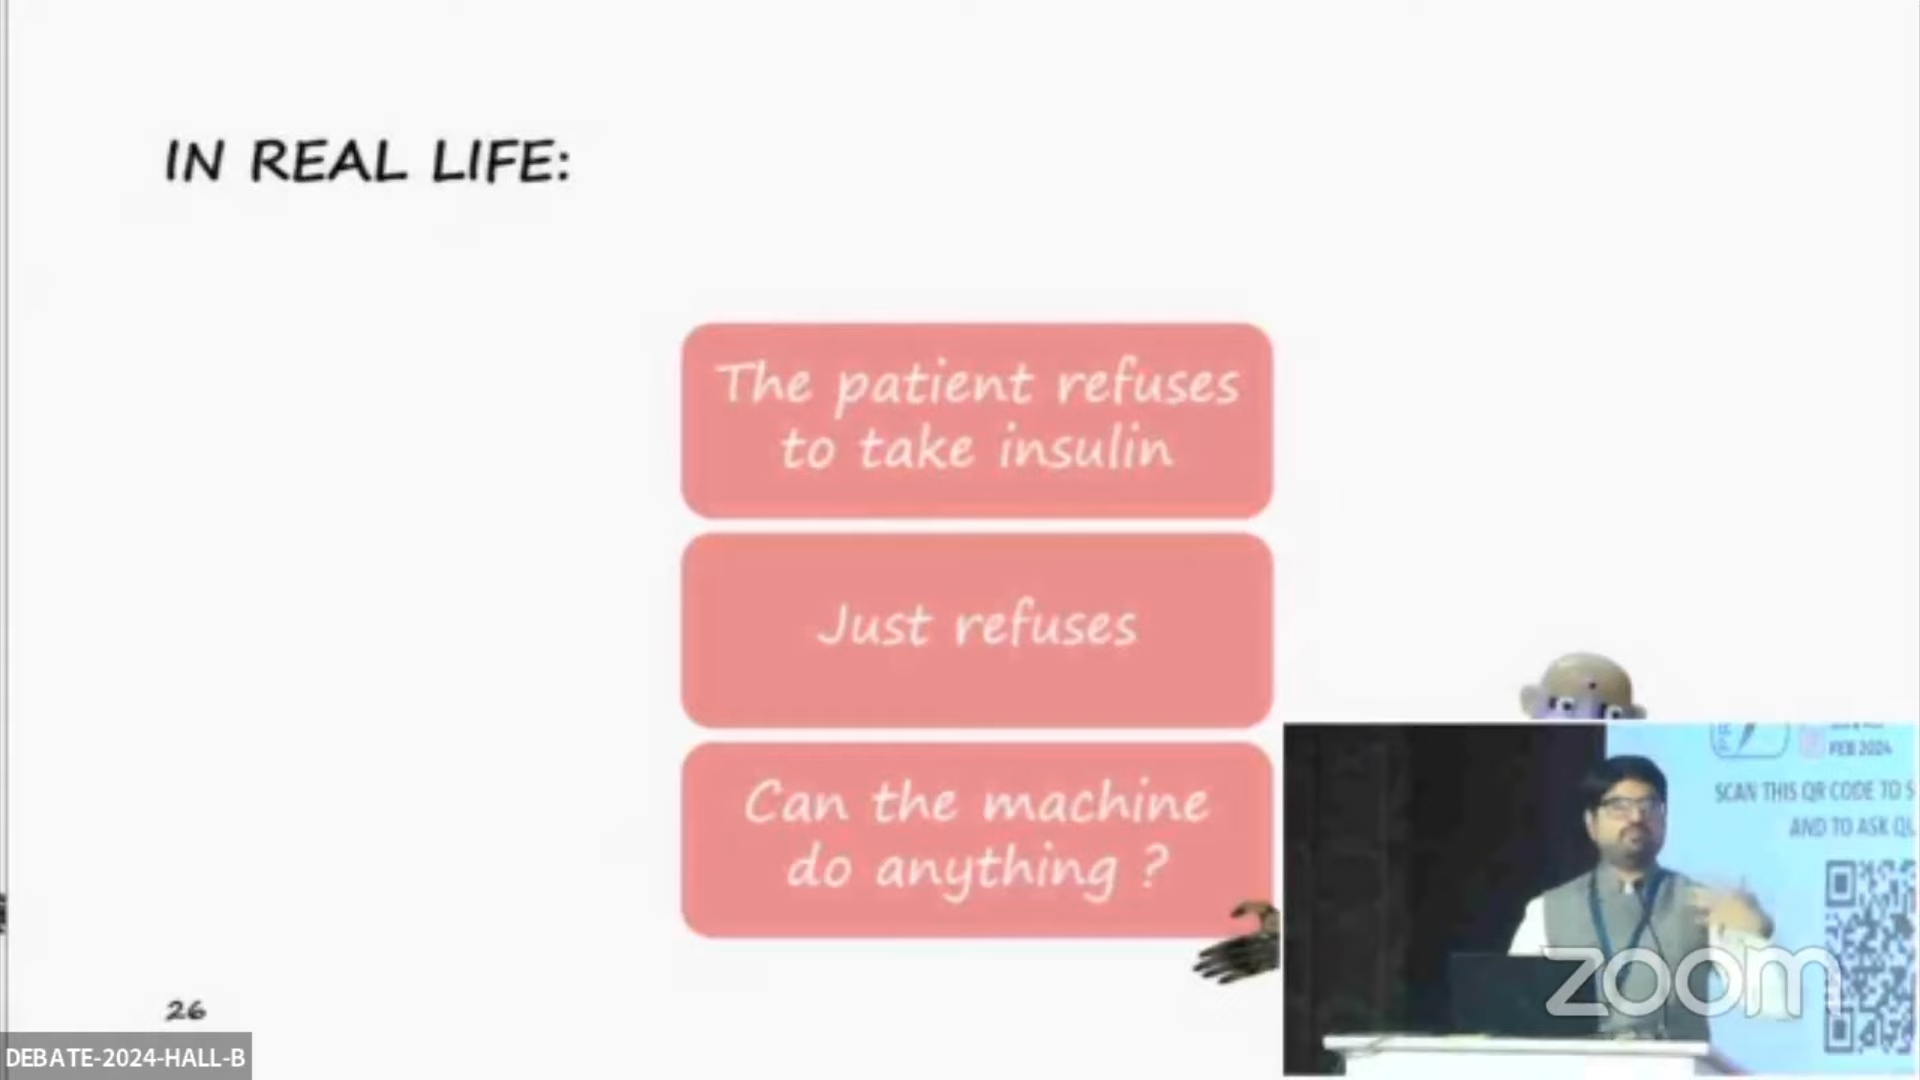 IN REAL LIFE:
The patient refuses
to take insulin
Just refuses
Can the machine
do anything ?
FEB 2024
SCAN THIS QR CODE TO S
AND TO ASK QU
zoom
26
DEBATE-2024-HALL-B